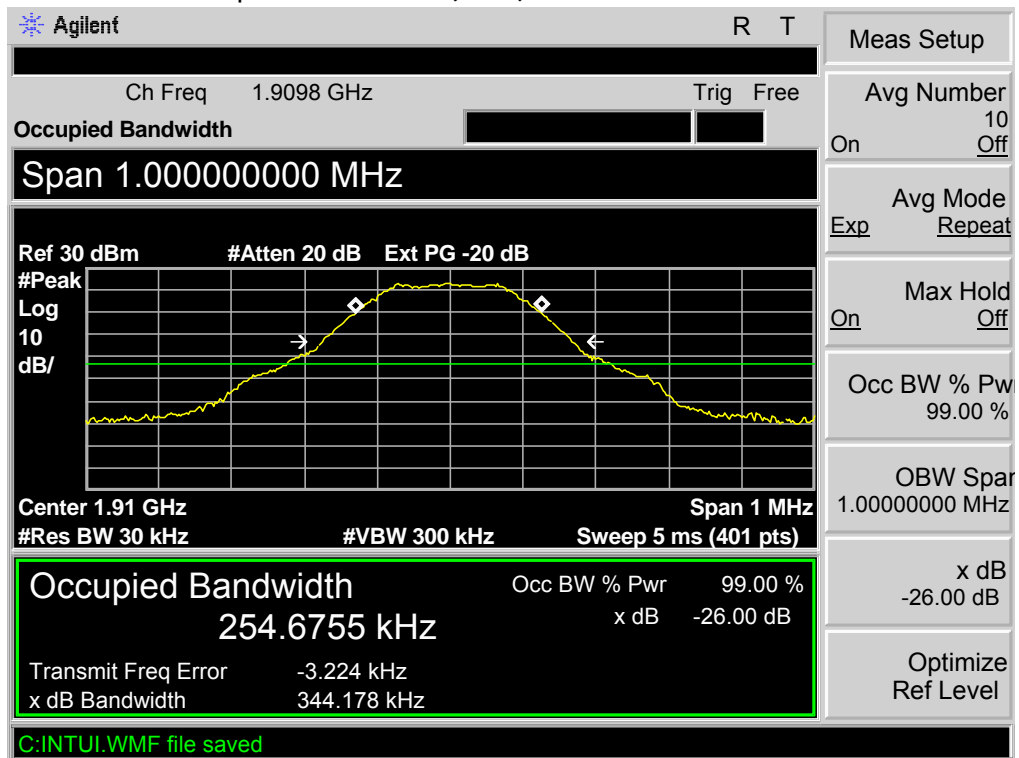 Agilent R T
Ch Freq 1.9098 GHz Trig Free
Occupied Bandwidth
Span 1.000000000 MHz
Ref 30 dBm #Atten 20 dB Ext PG -20 dB
#Peak
Log
10
dB/
Center 1.91 GHz Span 1 MHz
#Res BW 30 kHz #VBW 300 kHz Sweep 5 ms (401 pts)
Occupied Bandwidth Occ BW % Pwr 99.00 %
254.6755 kHz x dB -26.00 dB
Transmit Freq Error -3.224 kHz
x dB Bandwidth 344.178 kHz
C:INTUI.WMF file saved
Meas Setup
Avg Number
10
On Off
Avg Mode
Exp Repeat
Max Hold
On Off
Occ BW % Pwr
99.00 %
OBW Span
1.00000000 MHz
x dB
-26.00 dB
Optimize
Ref Level